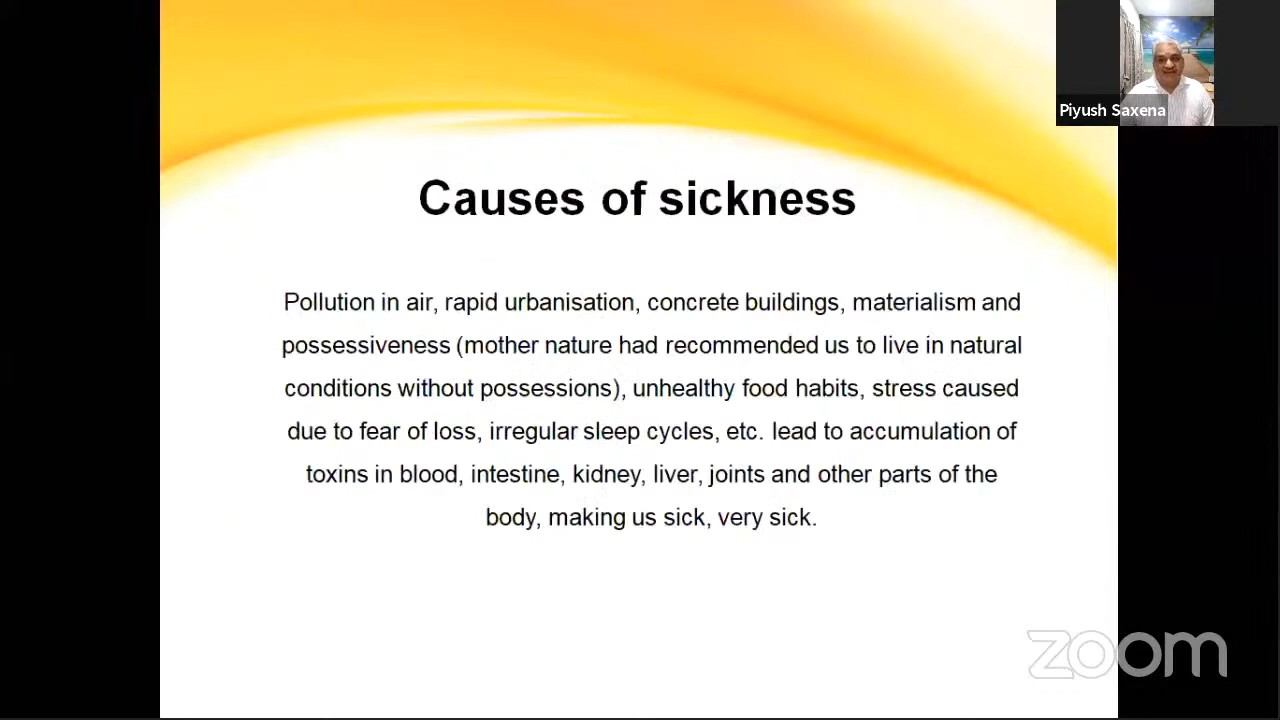 Piyush Saxena
Causes of sickness
Pollution in air, rapid urbanisation, concrete buildings, materialism and
possessiveness (mother nature had recommended us to live in natural
conditions without possessions), unhealthy food habits, stress caused
due to fear of loss, irregular sleep cycles, etc. lead to accumulation of
toxins in blood, intestine, kidney, liver, joints and other parts of the
body, making us sick, very sick.
zoom